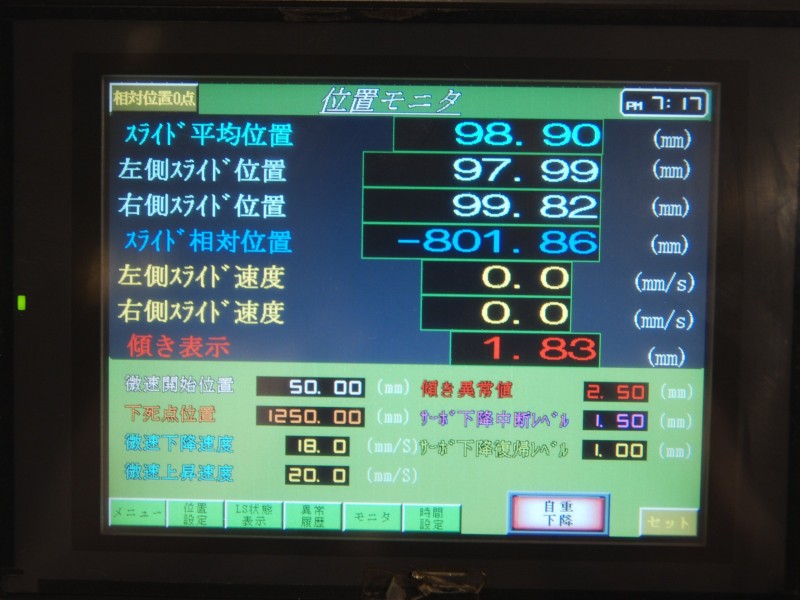 相対位置0点 位置モニタ PM 7:17
ｽﾗｲﾄﾞ平均位置 98.90 (mm)
左側ｽﾗｲﾄﾞ位置 97.99 (mm)
右側ｽﾗｲﾄﾞ位置 99.82 (mm)
ｽﾗｲﾄﾞ相対位置 -801.86 (mm)
左側ｽﾗｲﾄﾞ速度 0.0 (mm/s)
右側ｽﾗｲﾄﾞ速度 0.0 (mm/s)
傾き表示 1.83 (mm)
微速開始位置 50.00 (mm) 傾き異常値 2.50 (mm)
下死点位置 1250.00 (mm) ｻｰﾎﾞ下降中断ﾚﾍﾞﾙ 1.50 (mm)
微速下降速度 18.0 (mm/S) ｻｰﾎﾞ下降復帰ﾚﾍﾞﾙ 1.00 (mm)
微速上昇速度 20.0 (mm/S)
メニュー 位置設定 LS状態表示 異常履歴 モニタ 時間設定 自重下降 セット